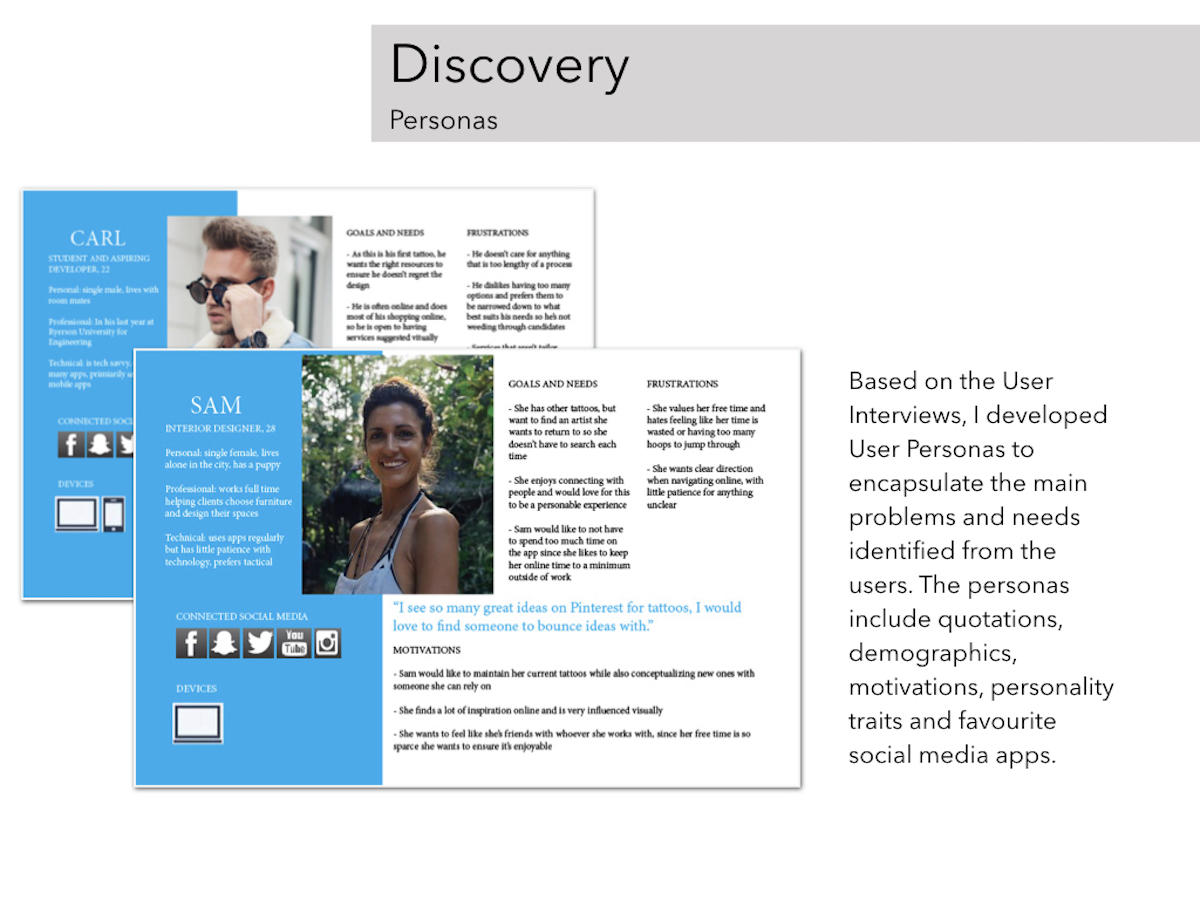 Discovery
Personas
CARL
STUDENT AND ASPIRING
DEVELOPER, 22
Personal: single male, lives with
room mates
Professional: In his last year at
Ryerson University for
Engineering
Technical: is tech savvy,
many apps, primiarily
mobile apps
CONNECTED
DEVICES
GOALS AND NEEDS
- As this is his first tattoo, he
wants the right resources to
ensure he doesn't regret the
design
- He is often online and does
most of his shopping online,
so he is open to having
services suggested vitually
FRUSTRATIONS
- He doesn't care for anything
that is too lengthy of a process
- He dislikes having too many
options and prefers them to
be narrowed down to what
best suits his needs so he's not
weeding through candidates
SAM
INTERIOR DESIGNER, 28
Personal: single female, lives
alone in the city, has a puppy
Professional: works full time
helping clients choose furniture
and design their spaces
Technical: uses apps regularly
but has little patience with
technology, prefers tactical
CONNECTED SOCIAL MEDIA
You
Tube
DEVICES
GOALS AND NEEDS
- She has other tattoos, but
want to find an artist she
wants to return to so she
doesn't have to search each
time
- She enjoys connecting with
people and would love for this
to be a personable experience
- Sam would like to not have
to spend too much time on
the app since she likes to keep
her online time to a minimum
outside of work
FRUSTRATIONS
- She values her free time and
hates feeling like her time is
wasted or having too many
hoops to jump through
- She wants clear direction
when navigating online, with
little patience for anything
unclear
“I see so many great ideas on Pinterest for tattoos, I would
love to find someone to bounce ideas with.”
MOTIVATIONS
- Sam would like to maintain her current tattoos while also conceptualizing new ones with
someone she can rely on
- She finds a lot of inspiration online and is very influenced visually
- She wants to feel like she's friends with whoever she works with, since her free time is so
sparce she wants to ensure it's enjoyable
Based on the User
Interviews, I developed
User Personas to
encapsulate the main
problems and needs
identified from the
users. The personas
include quotations,
demographics,
motivations, personality
traits and favourite
social media apps.